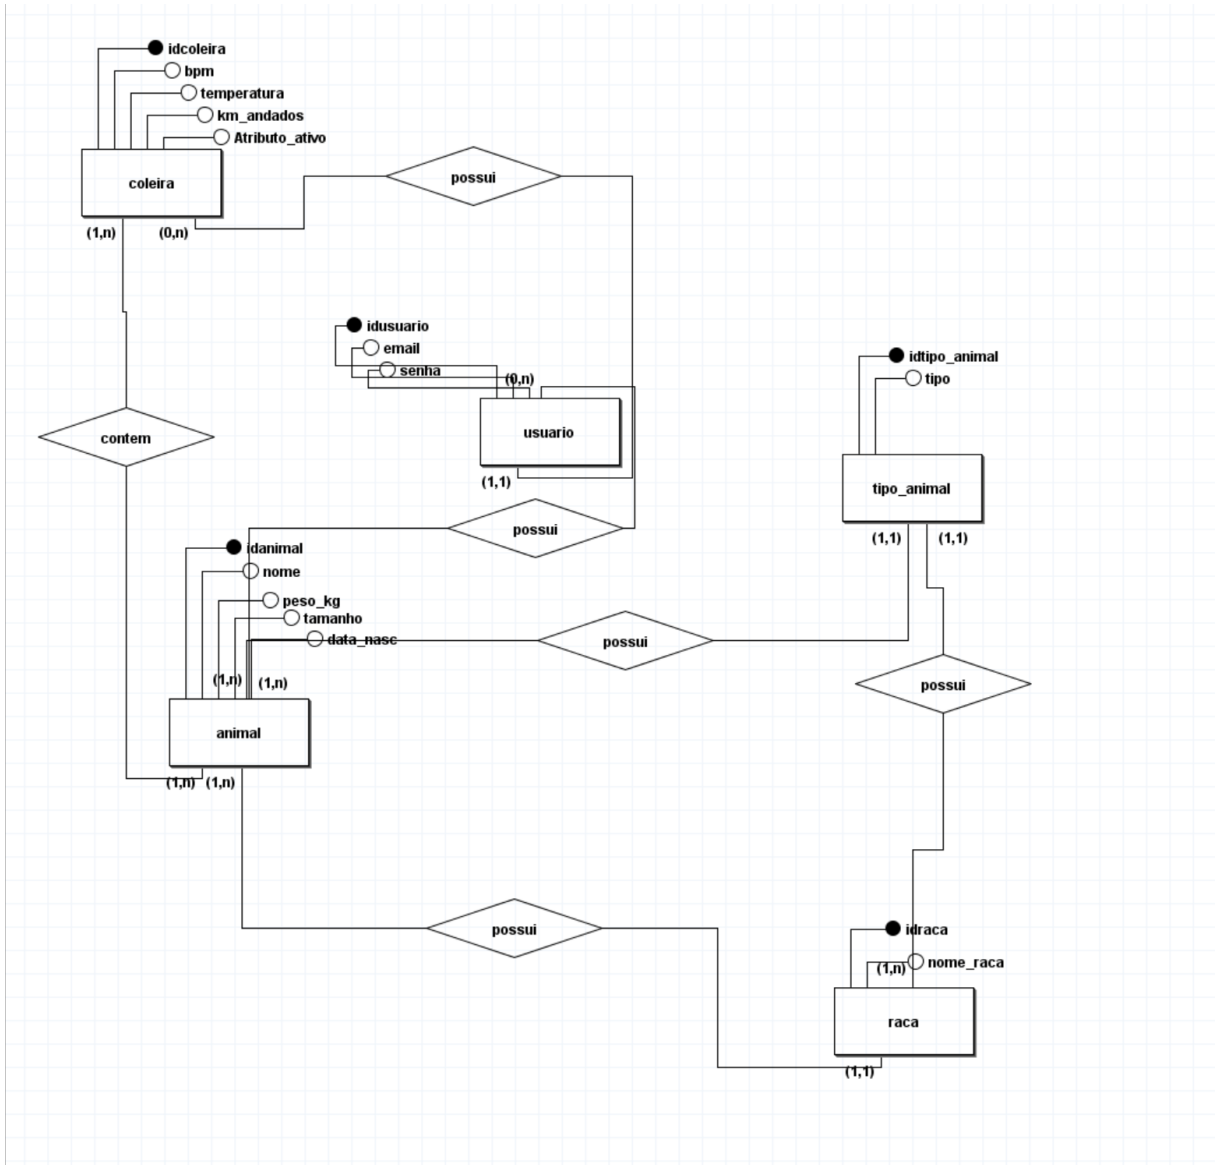 idcoleira
bpm
temperatura
km_andados
Atributo_ativo
coleira
possui
(1,n)
(0,n)
idusuario
email
senha
(0,n)
usuario
(1,1)
idtipo_animal
tipo
tipo_animal
(1,1)
(1,1)
contem
possui
idanimal
nome
peso_kg
tamanho
data_nasc
(1,n)
(1,n)
possui
possui
animal
(1,n)
(1,n)
possui
idraca
(1,n)
nome_raca
raca
(1,1)